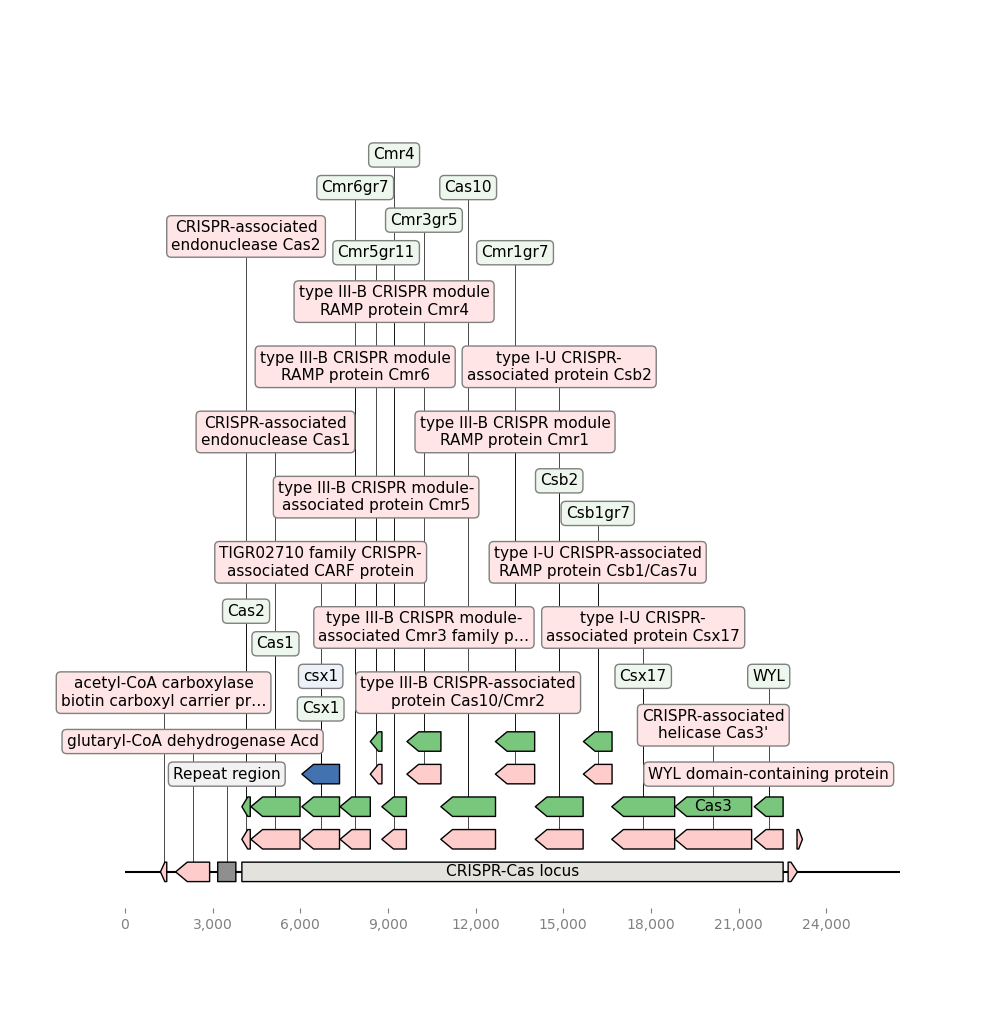 Cmr4
Cmr6gr7
Cas10
Cmr3gr5
CRISPR-associated
endonuclease Cas2
Cmr5gr11
Cmr1gr7
type III-B CRISPR module
RAMP protein Cmr4
type III-B CRISPR module
RAMP protein Cmr6
type I-U CRISPR-
associated protein Csb2
CRISPR-associated
endonuclease Cas1
type III-B CRISPR module
RAMP protein Cmr1
Csb2
type III-B CRISPR module-
associated protein Cmr5
Csb1gr7
TIGR02710 family CRISPR-
associated CARF protein
type I-U CRISPR-associated
RAMP protein Csb1/Cas7u
Cas2
type III-B CRISPR module-
associated Cmr3 family p...
type I-U CRISPR-
associated protein Csx17
Cas1
csx1
Csx17
WYL
acetyl-CoA carboxylase
biotin carboxyl carrier pr...
type III-B CRISPR-associated
protein Cas10/Cmr2
Csx1
CRISPR-associated
helicase Cas3'
glutaryl-CoA dehydrogenase Acd
Repeat region
WYL domain-containing protein
Cas3
CRISPR-Cas locus
0
3,000
6,000
9,000
12,000
15,000
18,000
21,000
24,000